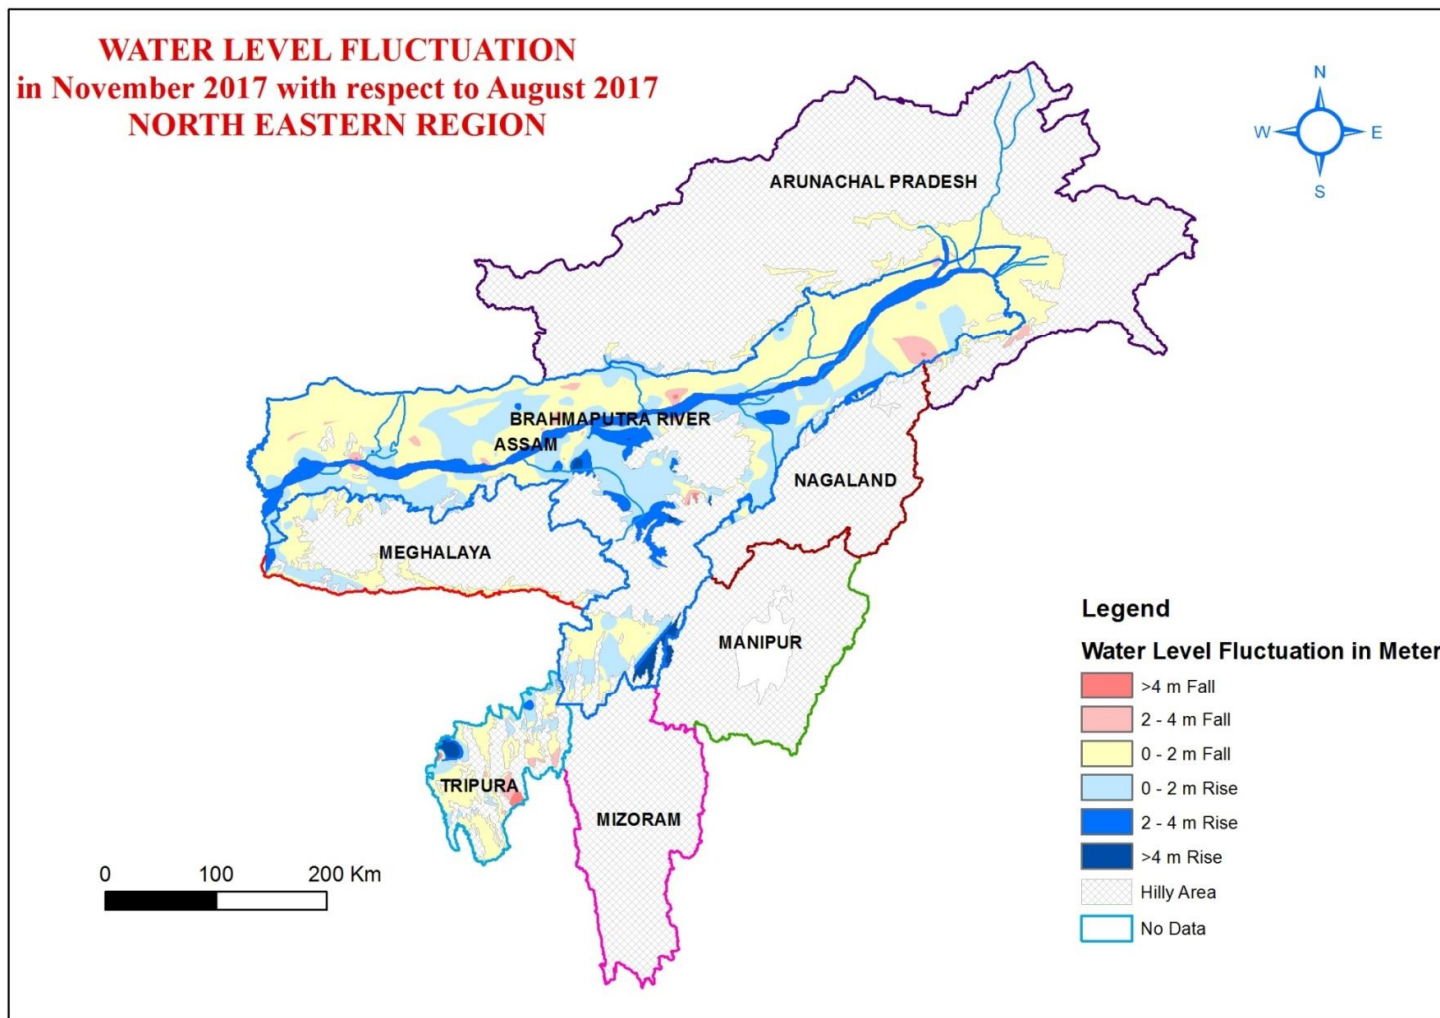 WATER LEVEL FLUCTUATION
in November 2017 with respect to August 2017
NORTH EASTERN REGION
N
W E
S
ARUNACHAL PRADESH
BRAHMAPUTRA RIVER
ASSAM
NAGALAND
MEGHALAYA
MANIPUR
TRIPURA
MIZORAM
Legend
Water Level Fluctuation in Meter
>4 m Fall
2 - 4 m Fall
0 - 2 m Fall
0 - 2 m Rise
2 - 4 m Rise
>4 m Rise
Hilly Area
No Data
0 100 200 Km